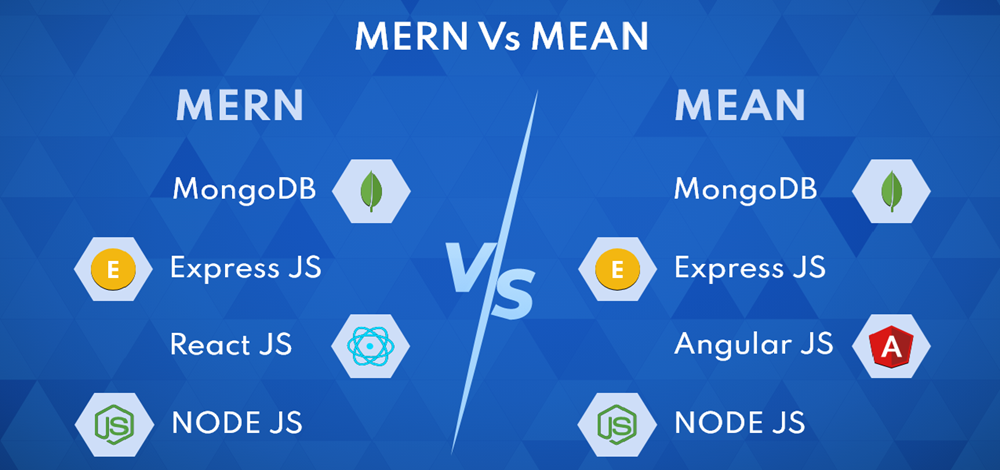 MERN Vs MEAN
MERN
MongoDB
E
Express JS
React JS
JS
NODE JS
VS
MEAN
MongoDB
E
Express JS
Angular JS
A
JS
NODE JS